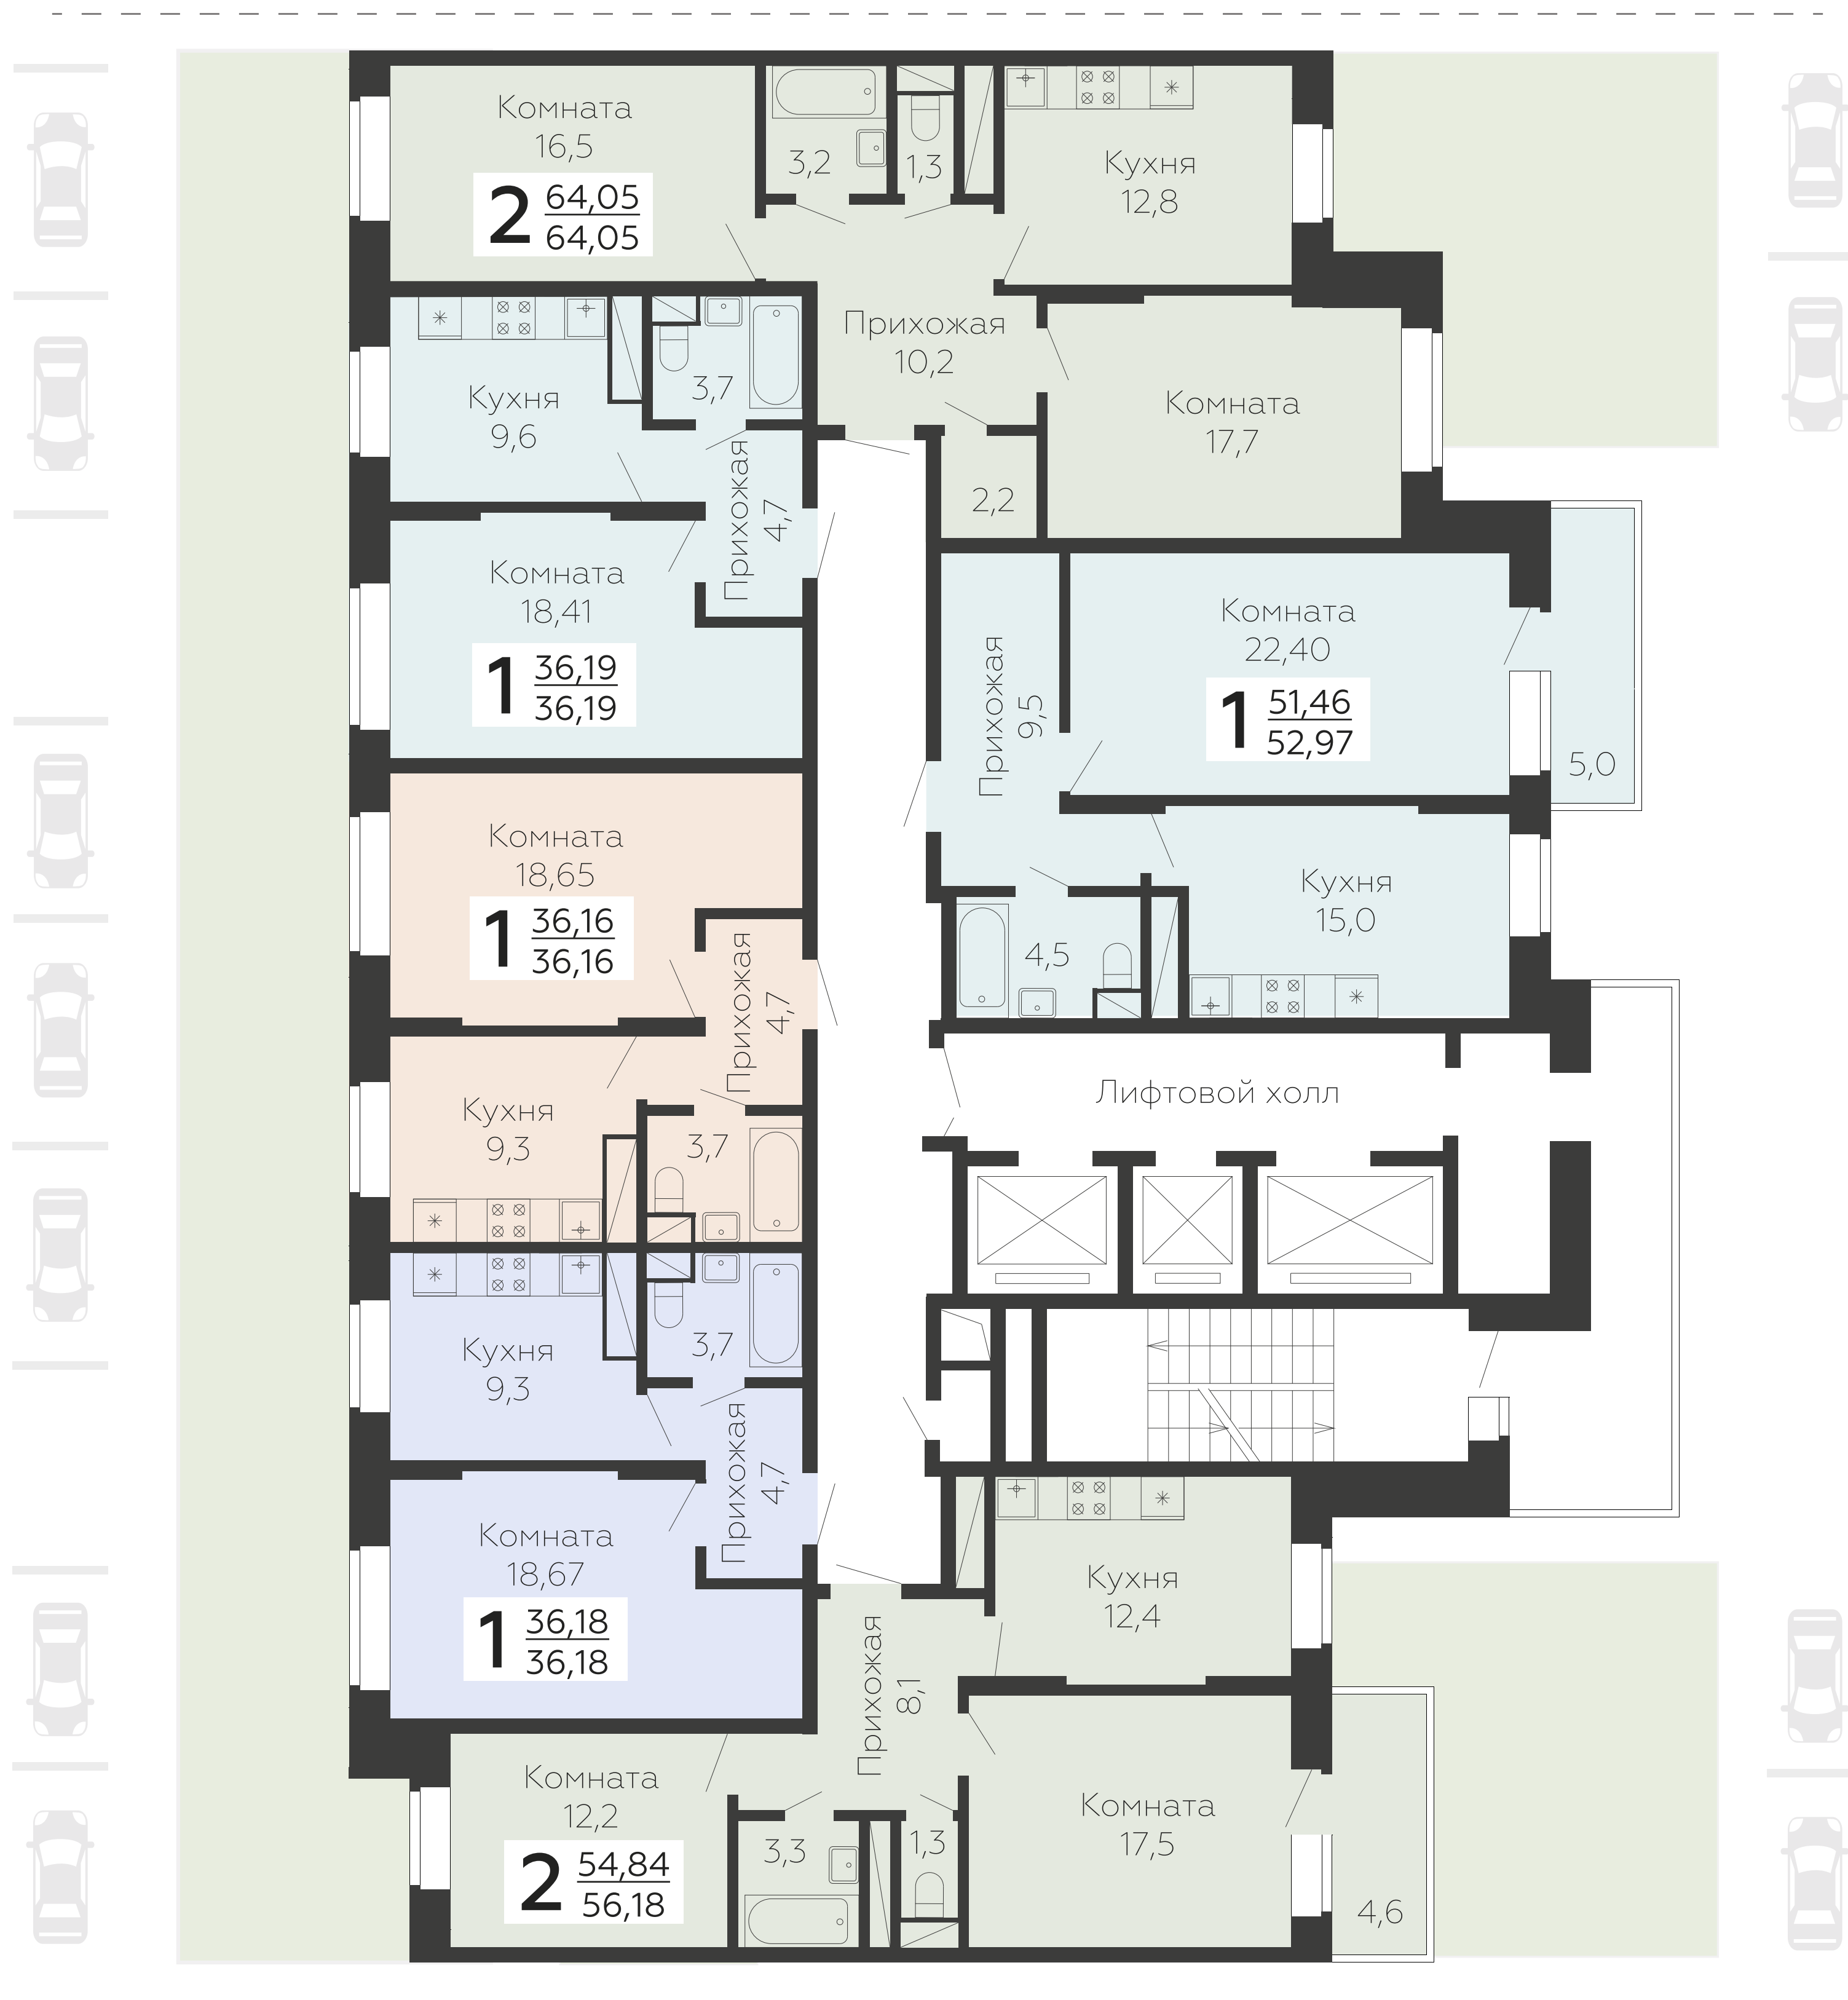 Комната
16,5
2
64,05
64,05
3,2
1,3
Кухня
12,8
Прихожая
10,2
Комната
17,7
2,2
Кухня
9,6
3,7
Прихожая
4,7
Комната
18,41
1
36,19
36,19
Комната
22,40
1
51,46
52,97
5,0
Прихожая
9,5
Кухня
15,0
4,5
Комната
18,65
1
36,16
36,16
Прихожая
4,7
Кухня
9,3
3,7
Лифтовой холл
Кухня
9,3
3,7
Прихожая
4,7
Комната
18,67
1
36,18
36,18
Кухня
12,4
Прихожая
8,1
Комната
12,2
2
54,84
56,18
3,3
1,3
Комната
17,5
4,6